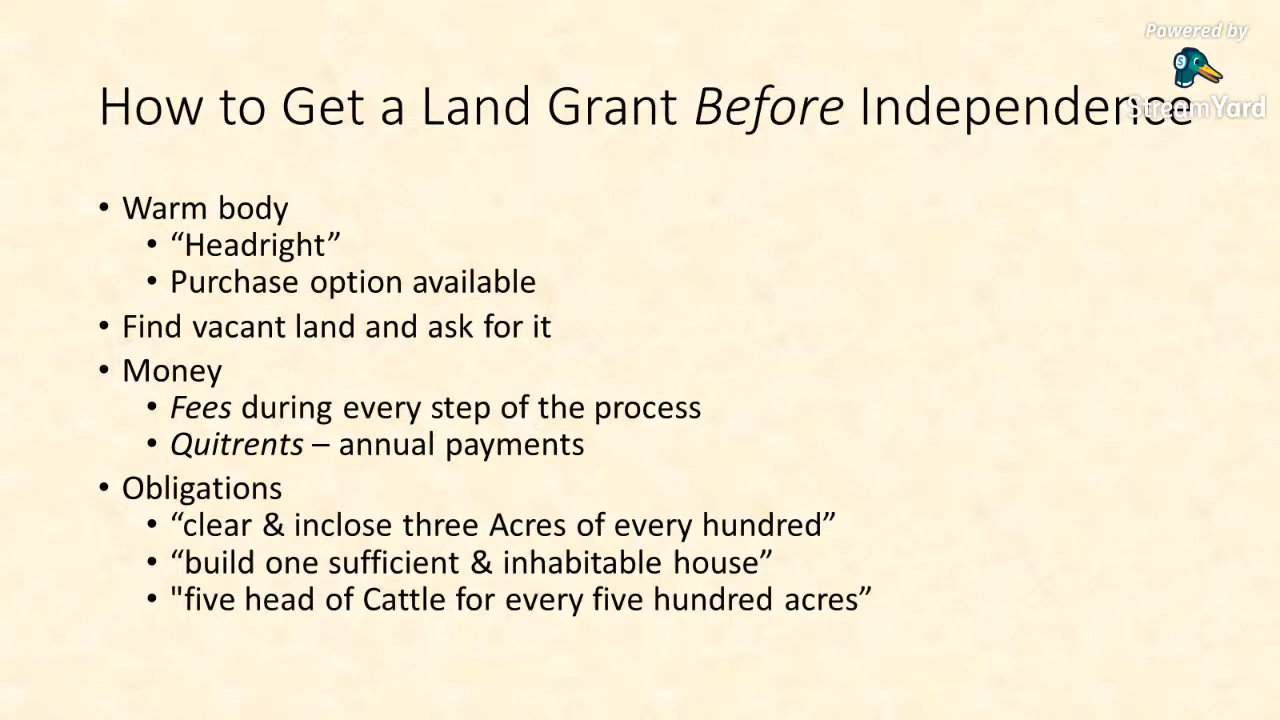 Powered by
StreamYard
How to Get a Land Grant Before Independence
• Warm body
• “Headright”
• Purchase option available
• Find vacant land and ask for it
• Money
• Fees during every step of the process
• Quitrents – annual payments
• Obligations
• “clear & inclose three Acres of every hundred”
• “build one sufficient & inhabitable house”
• "five head of Cattle for every five hundred acres”